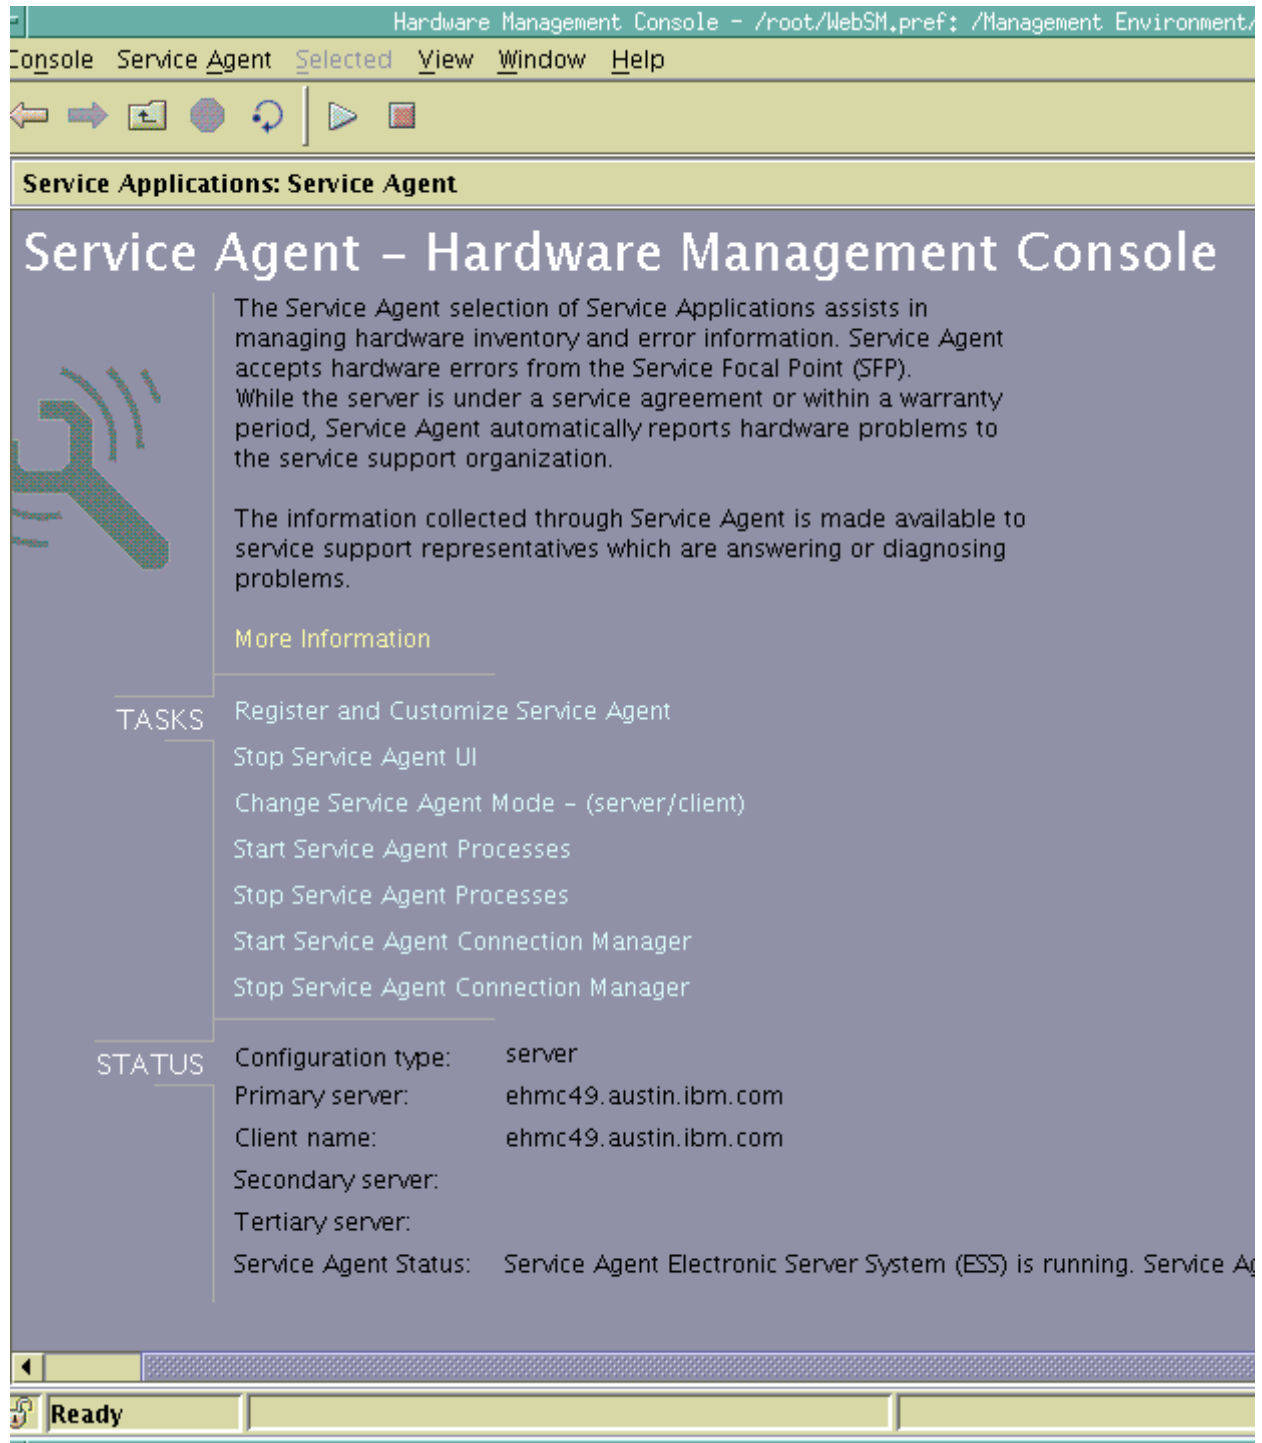 Hardware Management Console - /root/WebSM.pref: /Management Environment/
Console Service Agent Selected View Window Help
Service Applications: Service Agent
Service Agent – Hardware Management Console
The Service Agent selection of Service Applications assists in
managing hardware inventory and error information. Service Agent
accepts hardware errors from the Service Focal Point (SFP).
While the server is under a service agreement or within a warranty
period, Service Agent automatically reports hardware problems to
the service support organization.
The information collected through Service Agent is made available to
service support representatives which are answering or diagnosing
problems.
More Information
TASKS
Register and Customize Service Agent
Stop Service Agent UI
Change Service Agent Mode – (server/client)
Start Service Agent Processes
Stop Service Agent Processes
Start Service Agent Connection Manager
Stop Service Agent Connection Manager
STATUS
Configuration type: server
Primary server: ehmc49.austin.ibm.com
Client name: ehmc49.austin.ibm.com
Secondary server:
Tertiary server:
Service Agent Status: Service Agent Electronic Server System (ESS) is running. Service
Ready